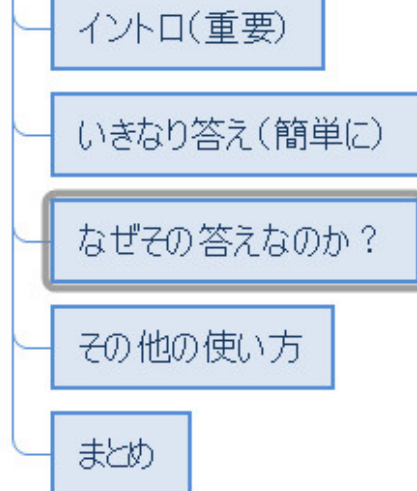 イントロ(重要)
いきなり答え(簡単に)
なぜその答えなのか？
その他の使い方
まとめ